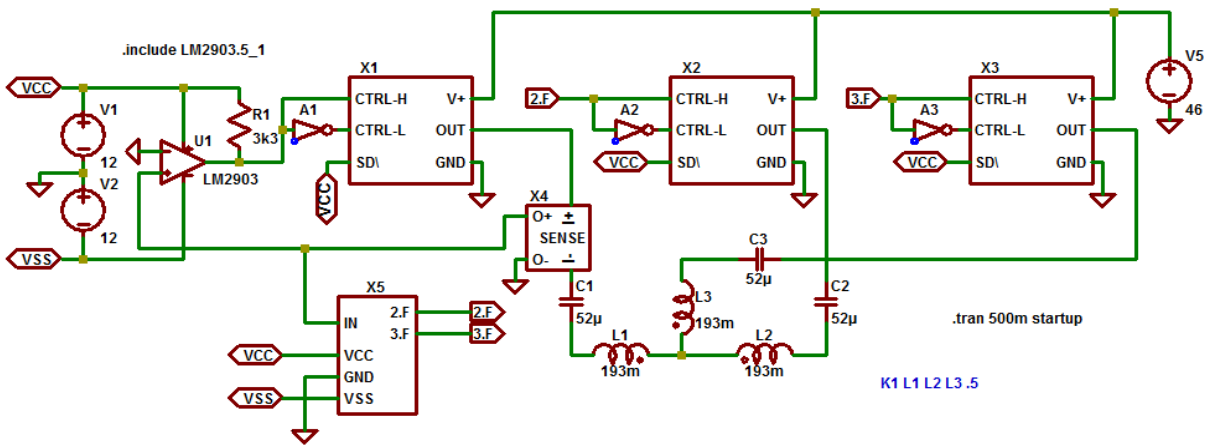 .include LM2903.5_1
X1
X2
X3
V5
VCC
V1
R1
A1
CTRL-H
V+
2.F
A2
CTRL-H
V+
3.F
A3
CTRL-H
V+
3k3
CTRL-L
OUT
CTRL-L
OUT
CTRL-L
OUT
46
12
U1
V2
LM2903
SD\
GND
VCC
SD\
GND
VCC
SD\
GND
VCC
12
X4
O+ ±
SENSE
O- -
VSS
C3
52µ
X5
C1
52µ
L3
193m
C2
52µ
2.F
2.F
IN
3.F
3.F
.tran 500m startup
L1
193m
L2
193m
VCC
VCC
GND
VSS
VSS
K1 L1 L2 L3 .5